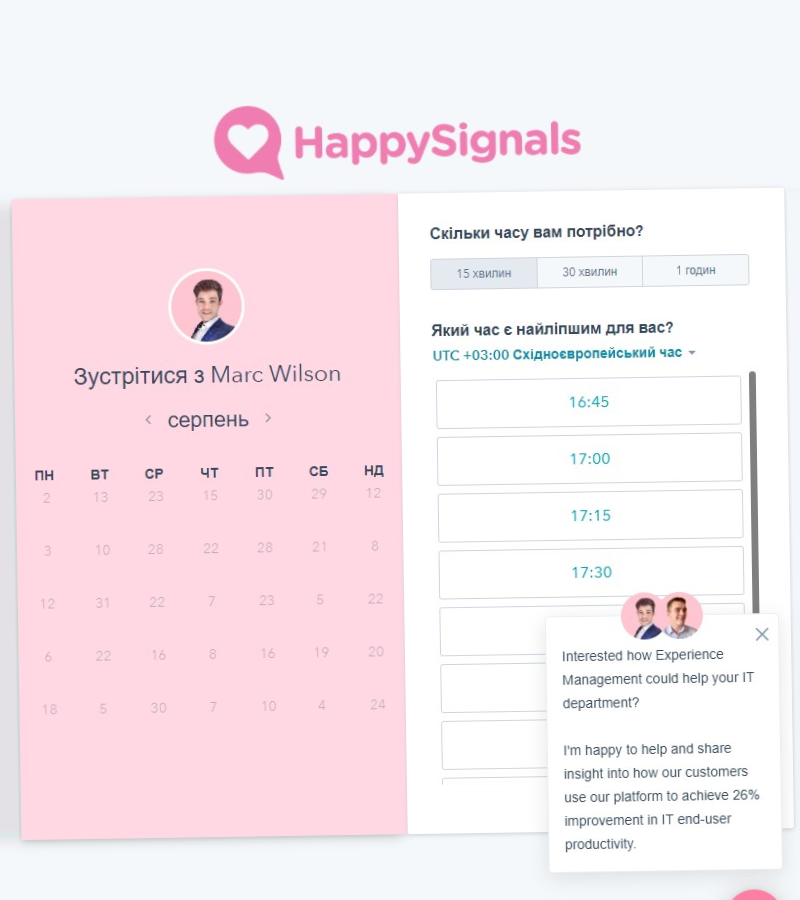 HappySignals
Зустрітися з Marc Wilson
серпень
ПН ВТ СР ЧТ ПТ СБ НД
2 13 23 15 30 29 12
3 10 28 22 28 21 8
12 31 22 7 23 5 22
6 22 16 8 16 19 20
18 5 30 7 10 4 24
Скільки часу вам потрібно?
15 хвилин 30 хвилин 1 годин
Який час є найліпшим для вас?
UTC +03:00 Східноєвропейський час
16:45
17:00
17:15
17:30
Interested how Experience
Management could help your IT
department?
I'm happy to help and share
insight into how our customers
use our platform to achieve 26%
improvement in IT end-user
productivity.